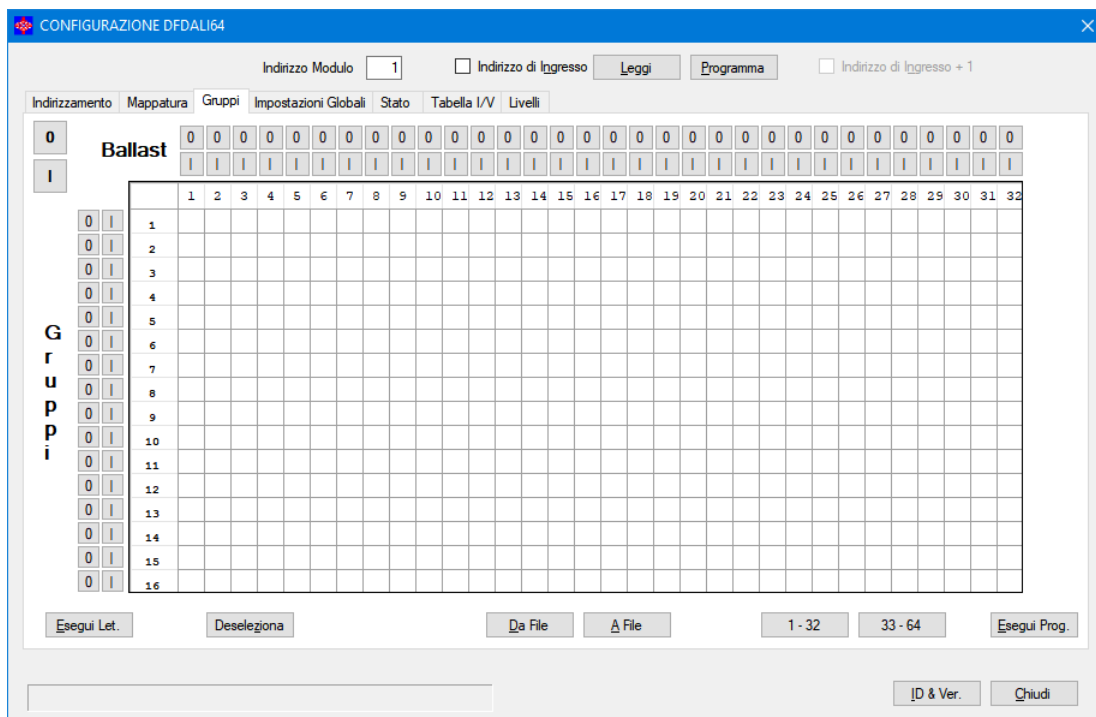 CONFIGURAZIONE DFDALI64
Indirizzo Modulo 1 Indirizzo di Ingresso Leggi Programma Indirizzo di Ingresso + 1
Indirizzamento Mappatura Gruppi Impostazioni Globali Stato Tabella I/V Livelli
0 Ballast 0 0 0 0 0 0 0 0 0 0 0 0 0 0 0 0 0 0 0 0 0 0 0 0 0 0 0 0 0 0 0 0
I I I I I I I I I I I I I I I I I I I I I I I I I I I I I I I I I
1 2 3 4 5 6 7 8 9 10 11 12 13 14 15 16 17 18 19 20 21 22 23 24 25 26 27 28 29 30 31 32
Gruppi
0 I 1
0 I 2
0 I 3
0 I 4
0 I 5
0 I 6
0 I 7
0 I 8
0 I 9
0 I 10
0 I 11
0 I 12
0 I 13
0 I 14
0 I 15
0 I 16
Esegui Let. Deseleziona Da File A File 1 - 32 33 - 64 Esegui Prog.
ID & Ver. Chiudi